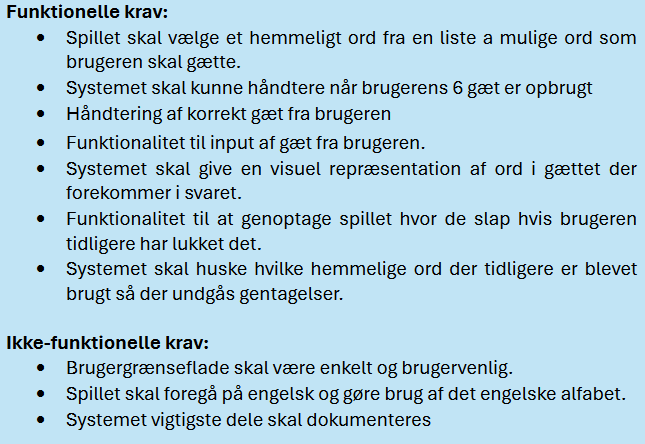 Funktionelle krav:
• Spillet skal vælge et hemmeligt ord fra en liste a mulige ord som
brugeren skal gætte.
• Systemet skal kunne håndtere når brugerens 6 gæt er opbrugt
• Håndtering af korrekt gæt fra brugeren
• Funktionalitet til input af gæt fra brugeren.
• Systemet skal give en visuel repræsentation af ord i gættet der
forekommer i svaret.
• Funktionalitet til at genoptage spillet hvor de slap hvis brugeren
tidligere har lukket det.
• Systemet skal huske hvilke hemmelige ord der tidligere er blevet
brugt så der undgås gentagelser.
Ikke-funktionelle krav:
• Brugergrænseflade skal være enkelt og brugervenlig.
• Spillet skal foregå på engelsk og gøre brug af det engelske alfabet.
• Systemet vigtigste dele skal dokumenteres